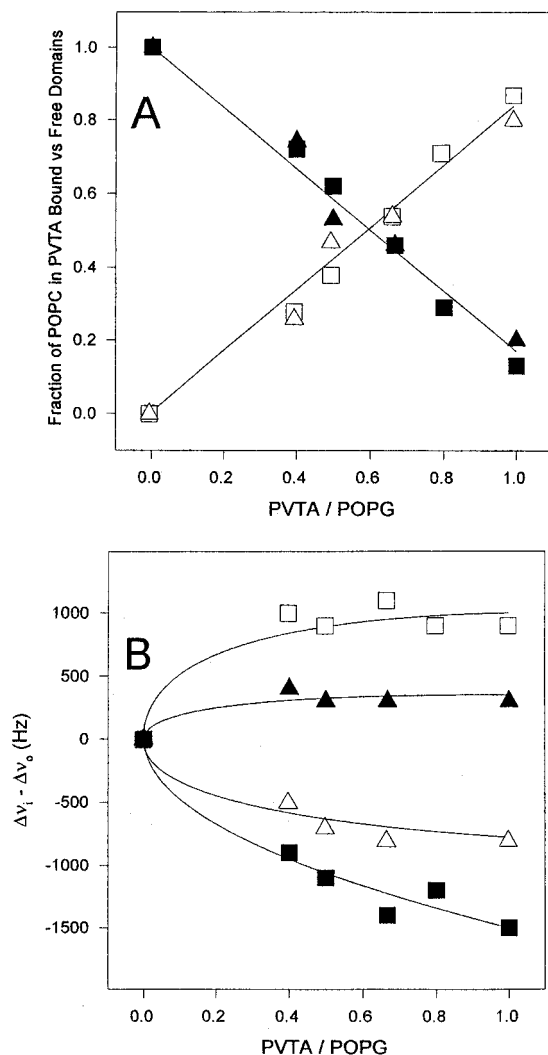 A
Fraction of POPC in PVTA Bound vs Free Domains
1.0
0.8
0.6
0.4
0.2
0.0
0.0 0.2 0.4 0.6 0.8 1.0
PVTA / POPG
B
Δν_i - Δν_o (Hz)
1000
500
0
-500
-1000
-1500
0.0 0.2 0.4 0.6 0.8 1.0
PVTA / POPG